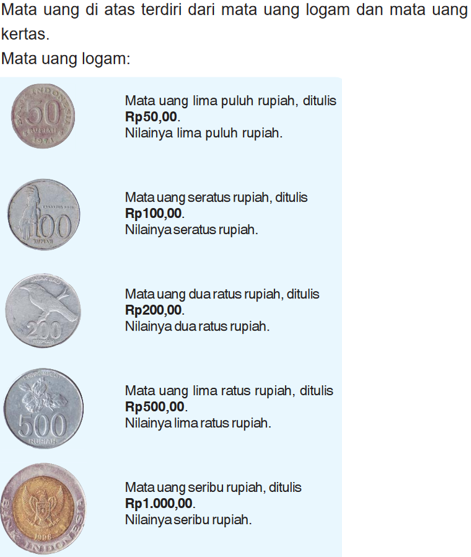 Mata uang di atas terdiri dari mata uang logam dan mata uang
kertas.
Mata uang logam:
INDONESIA
50
RUPIAH
1971
Mata uang lima puluh rupiah, ditulis
Rp50,00.
Nilainya lima puluh rupiah.
100
RUPIAH
Mata uang seratus rupiah, ditulis
Rp100,00.
Nilainya seratus rupiah.
200
Mata uang dua ratus rupiah, ditulis
Rp200,00.
Nilainya dua ratus rupiah.
500
RUPIAH
Mata uang lima ratus rupiah, ditulis
Rp500,00.
Nilainya lima ratus rupiah.
BANK INDONESIA
Mata uang seribu rupiah, ditulis
Rp1.000,00.
Nilainya seribu rupiah.